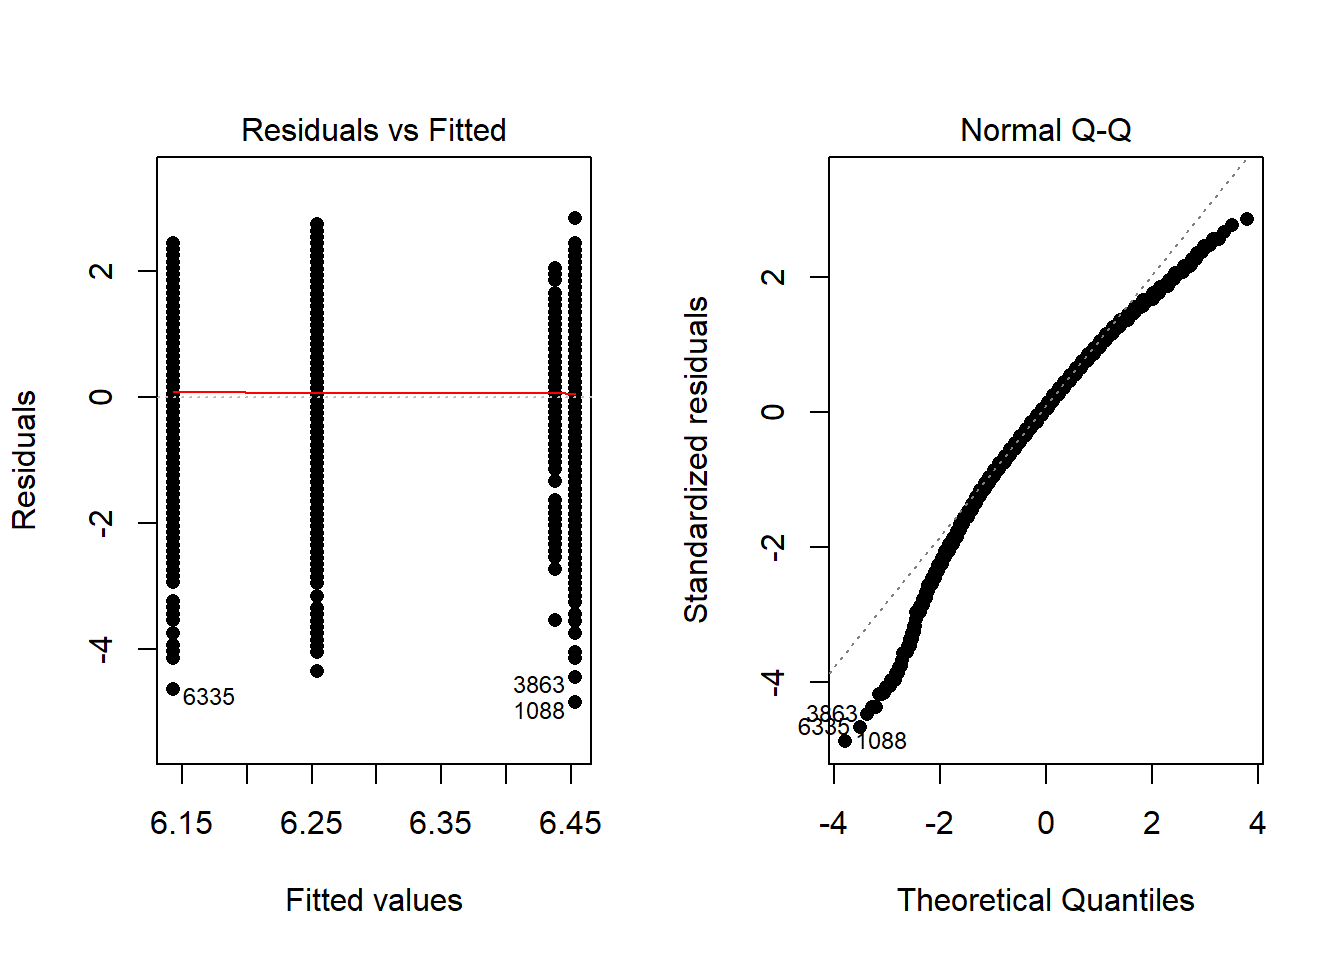 Residuals vs Fitted
Residuals
2
0
-2
-4
6335
3863
1088
6.15 6.25 6.35 6.45
Fitted values
Normal Q-Q
Standardized residuals
2
0
-2
-4
3863
6335
1088
-4 -2 0 2 4
Theoretical Quantiles